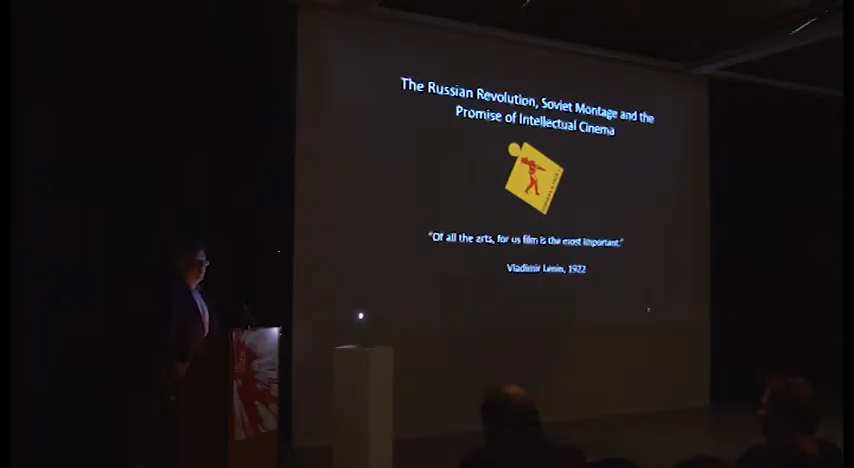 The Russian Revolution, Soviet Montage and the
Promise of Intellectual Cinema
"Of all the arts, for us film is the most important."
Vladimir Lenin, 1922